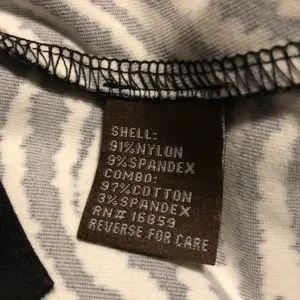 SHELL:
91%NYLON
9%SPANDEX
COMBO:
97%COTTON
3%SPANDEX
RN# 16859
REVERSE FOR CARE